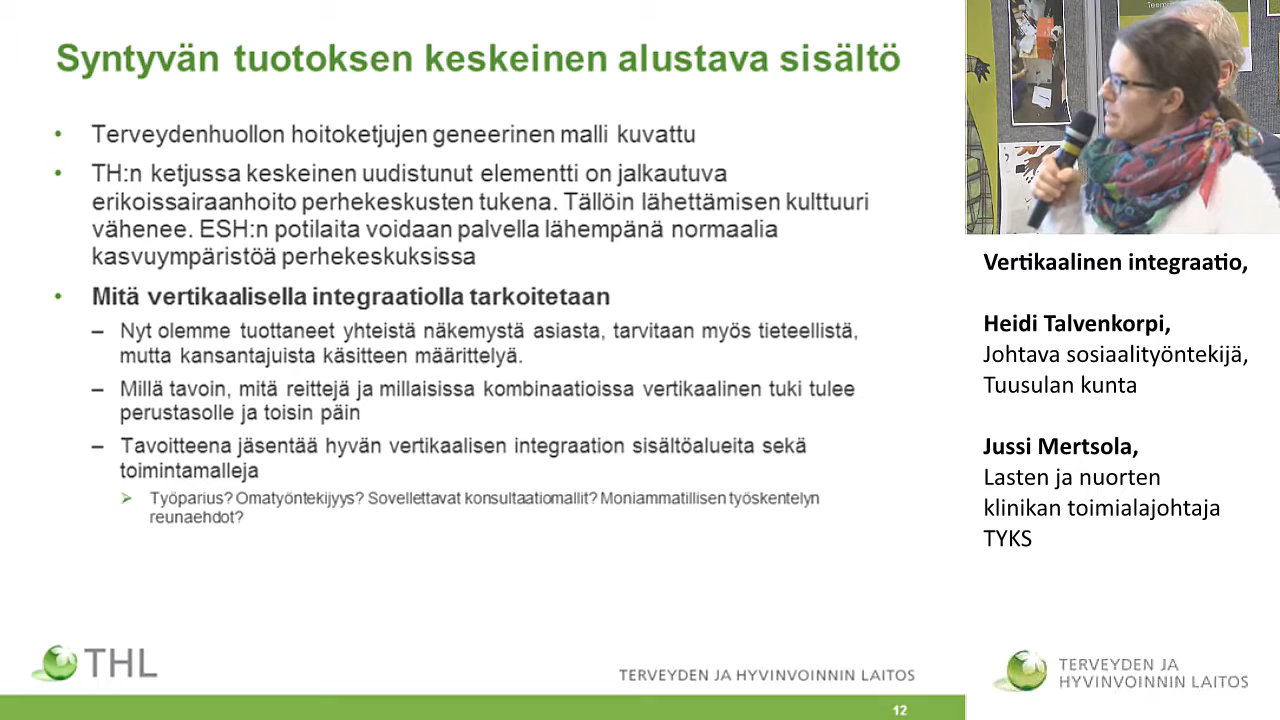 Syntyvän tuotoksen keskeinen alustava sisältö
• Terveydenhuollon hoitoketjujen geneerinen malli kuvattu
• TH:n ketjussa keskeinen uudistunut elementti on jalkautuva
erikoissairaanhoito perhekeskusten tukena. Tällöin lähettämisen kulttuuri
vähenee. ESH:n potilaita voidaan palvella lähempänä normaalia
kasvuympäristöä perhekeskuksissa
• Mitä vertikaalisella integraatiolla tarkoitetaan
– Nyt olemme tuottaneet yhteistä näkemystä asiasta, tarvitaan myös tieteellistä,
mutta kansantajuista käsitteen määrittelyä.
– Millä tavoin, mitä reittejä ja millaisissa kombinaatioissa vertikaalinen tuki tulee
perustasolle ja toisin päin
– Tavoitteena jäsentää hyvän vertikaalisen integraation sisältöalueita sekä
toimintamalleja
➢ Työparius? Omatyöntekijyys? Sovellettavat konsultaatiomallit? Moniammatillisen työskentelyn
reunaehdot?
THL
TERVEYDEN JA HYVINVOINNIN LAITOS
12
Vertikaalinen integraatio,
Heidi Talvenkorpi,
Johtava sosiaalityöntekijä,
Tuusulan kunta
Jussi Mertsola,
Lasten ja nuorten
klinikan toimialajohtaja
TYKS
TERVEYDEN JA
HYVINVOINNIN LAITOS